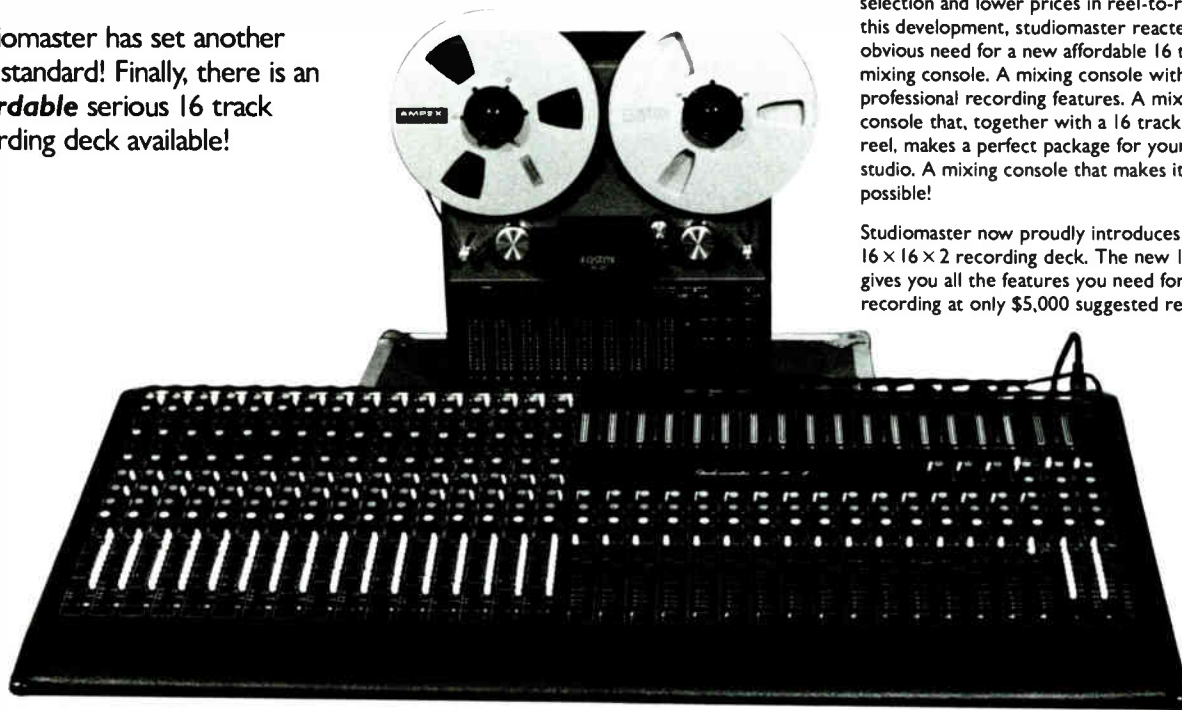 iomaster has set another
standard! Finally, there is an
rdable serious 16 track
rding deck available!
AMPEX
selection and lower prices in reel-to-r
this development, studiomaster reacte
obvious need for a new affordable 16 t
mixing console. A mixing console with
professional recording features. A mix
console that, together with a 16 track
reel, makes a perfect package for your
studio. A mixing console that makes it
possible!
Studiomaster now proudly introduces
16 × 16 × 2 recording deck. The new I
gives you all the features you need for
recording at only $5,000 suggested re